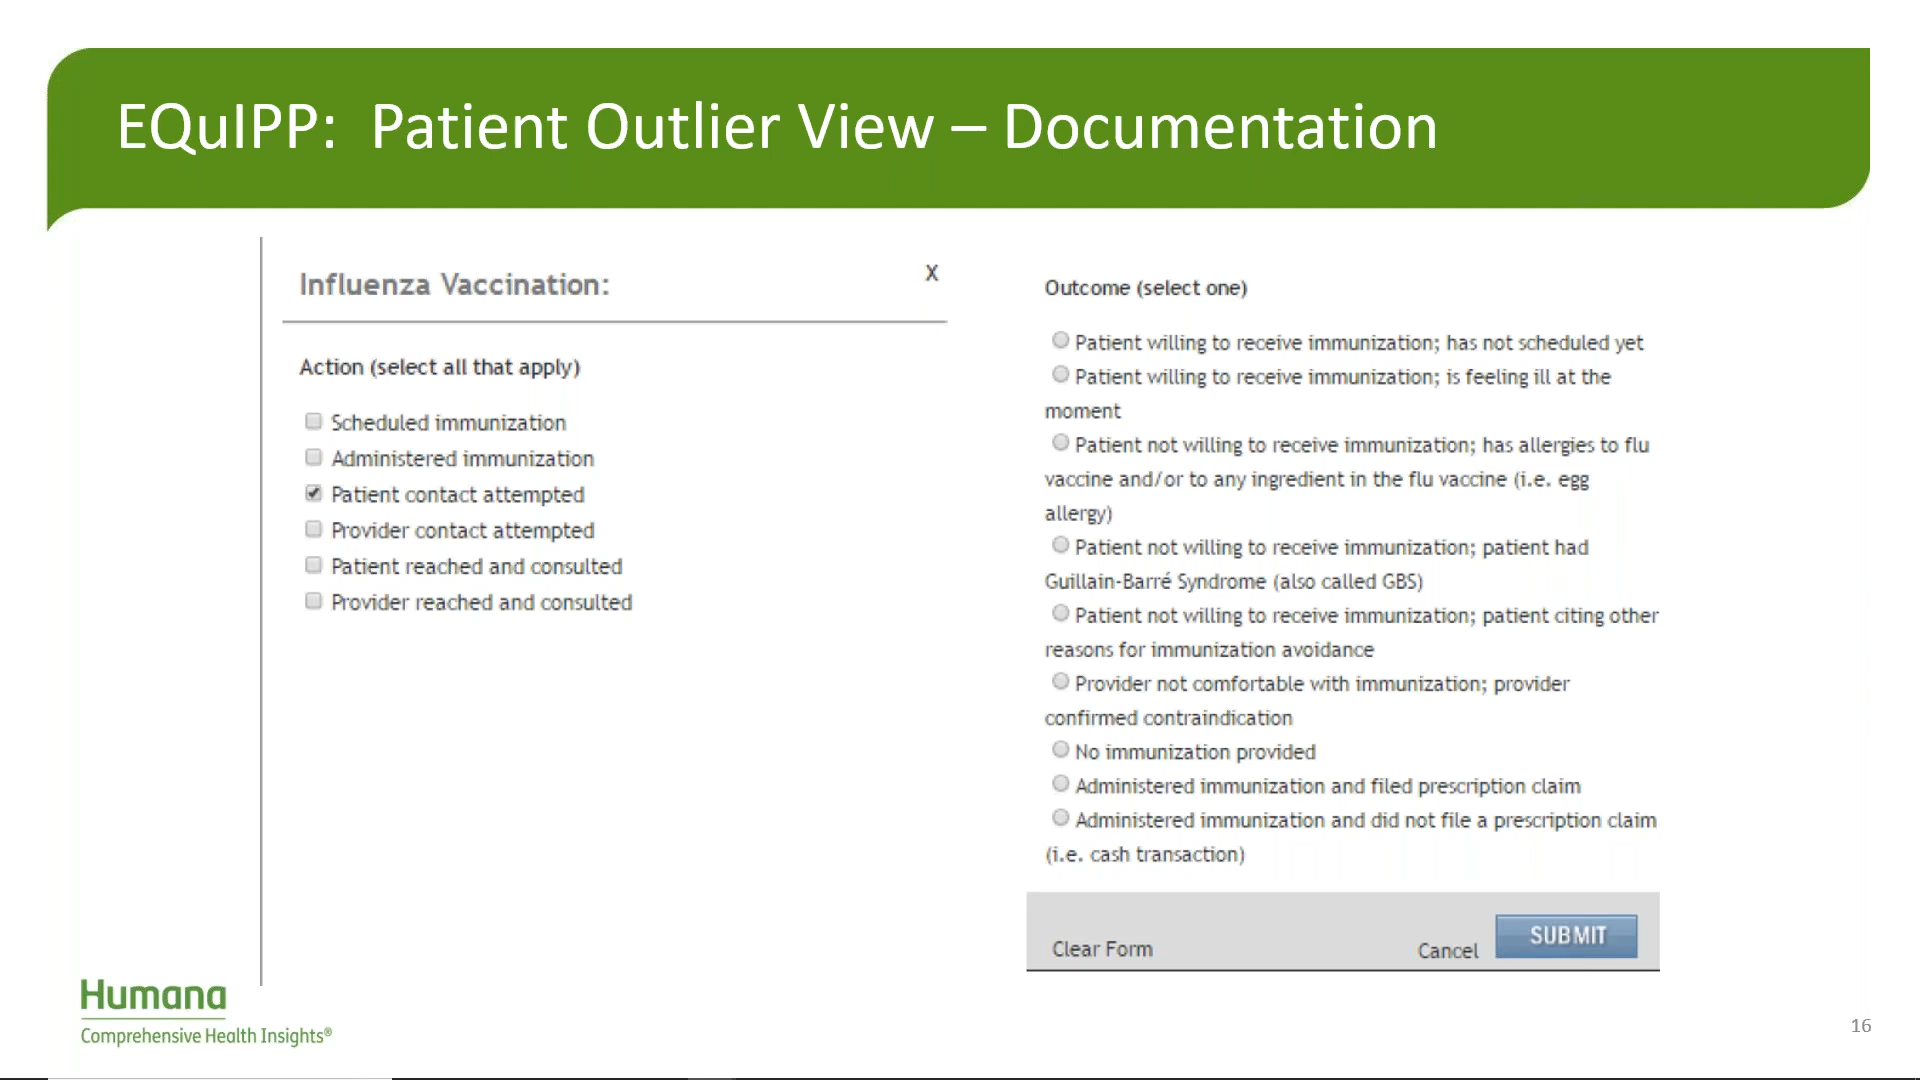 EQuIPP:  Patient Outlier View – Documentation
Influenza Vaccination:
X
Action (select all that apply)
Scheduled immunization
Administered immunization
Patient contact attempted
Provider contact attempted
Patient reached and consulted
Provider reached and consulted
Outcome (select one)
Patient willing to receive immunization; has not scheduled yet
Patient willing to receive immunization; is feeling ill at the
moment
Patient not willing to receive immunization; has allergies to flu
vaccine and/or to any ingredient in the flu vaccine (i.e. egg
allergy)
Patient not willing to receive immunization; patient had
Guillain-Barré Syndrome (also called GBS)
Patient not willing to receive immunization; patient citing other
reasons for immunization avoidance
Provider not comfortable with immunization; provider
confirmed contraindication
No immunization provided
Administered immunization and filed prescription claim
Administered immunization and did not file a prescription claim
(i.e. cash transaction)
Clear Form
Cancel
SUBMIT
Humana
Comprehensive Health Insights®
16